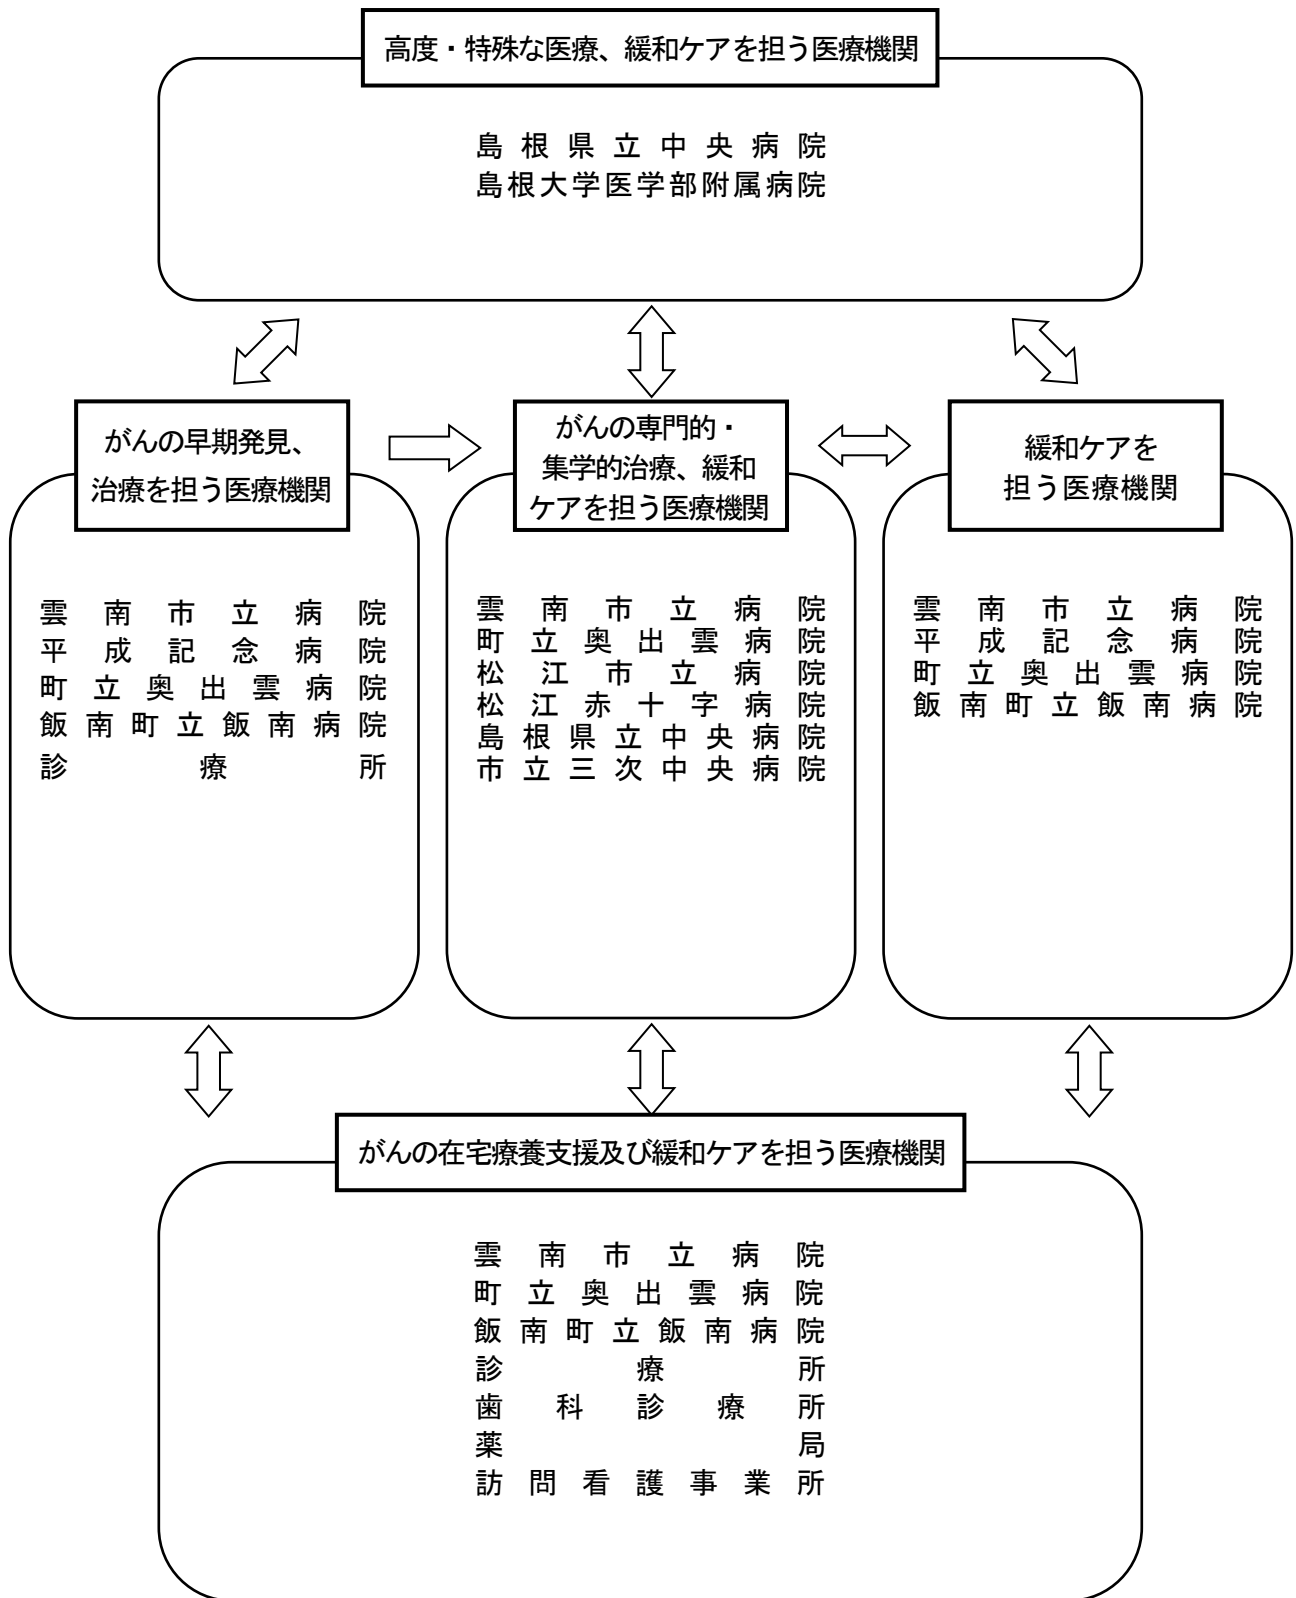 高度・特殊な医療、緩和ケアを担う医療機関
島根県立中央病院
島根大学医学部附属病院
がんの早期発見、
治療を担う医療機関
雲南市立病院
平成記念病院
町立奥出雲病院
飯南町立飯南病院
診療所
がんの専門的・
集学的治療、緩和
ケアを担う医療機関
雲南市立病院
町立奥出雲病院
松江市立病院
松江赤十字病院
島根県立中央病院
市立三次中央病院
緩和ケアを
担う医療機関
雲南市立病院
平成記念病院
町立奥出雲病院
飯南町立飯南病院
がんの在宅療養支援及び緩和ケアを担う医療機関
雲南市立病院
町立奥出雲病院
飯南町立飯南病院
診療所
歯科診療所
薬局
訪問看護事業所